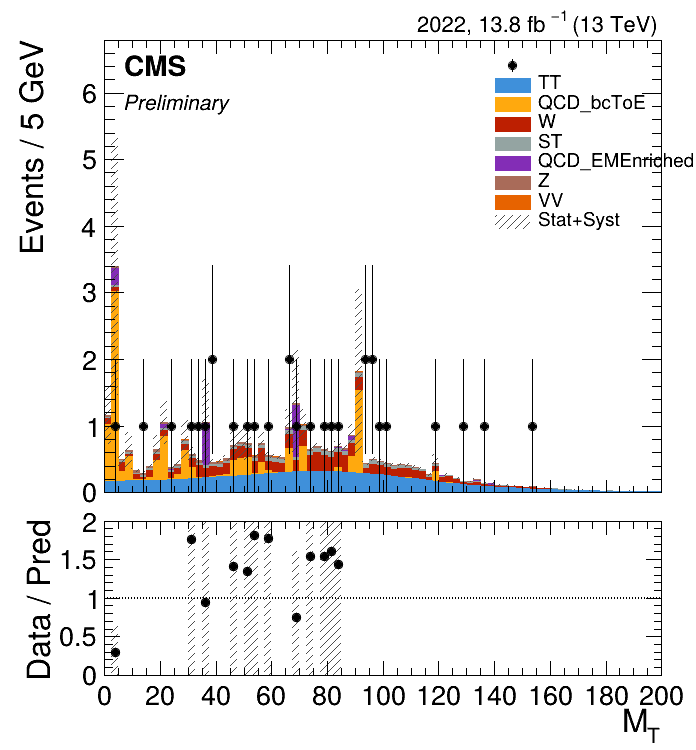 2022, 13.8 fb⁻¹ (13 TeV)
CMS
Preliminary
TT
QCD_bcToE
W
ST
QCD_EMEnriched
Z
VV
Stat+Syst
Events / 5 GeV
6
5
4
3
2
1
0
Data / Pred
2
1.5
1
0.5
0
0 20 40 60 80 100 120 140 160 180 200
M_T